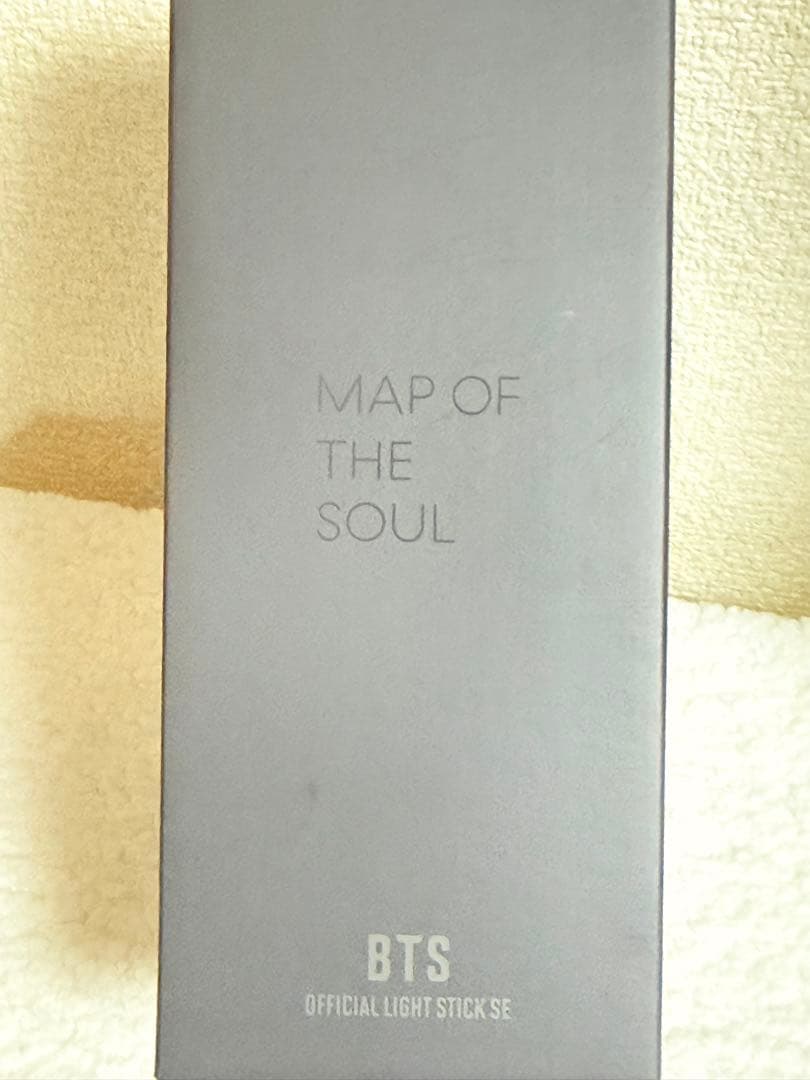 MAP OF
THE
SOUL
BTS
OFFICIAL LIGHT STICK SE